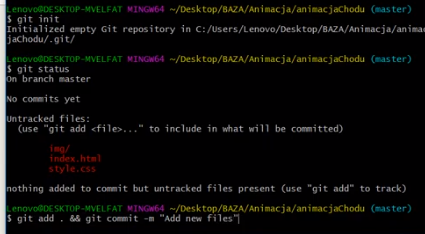 Lenovo@DESKTOP-MVELFAT MINGW64 ~/Desktop/BAZA/Animacja/animacjaChodu (master)
$ git init
Initialized empty Git repository in C:/Users/Lenovo/Desktop/BAZA/Animacja/animac
jaChodu/.git/
Lenovo@DESKTOP-MVELFAT MINGW64 ~/Desktop/BAZA/Animacja/animacjaChodu (master)
$ git status
On branch master
No commits yet
Untracked files:
(use "git add <file>..." to include in what will be committed)
img/
index.html
style.css
nothing added to commit but untracked files present (use "git add" to track)
Lenovo@DESKTOP-MVELFAT MINGW64 ~/Desktop/BAZA/Animacja/animacjaChodu (master)
$ git add . && git commit -m "Add new files"